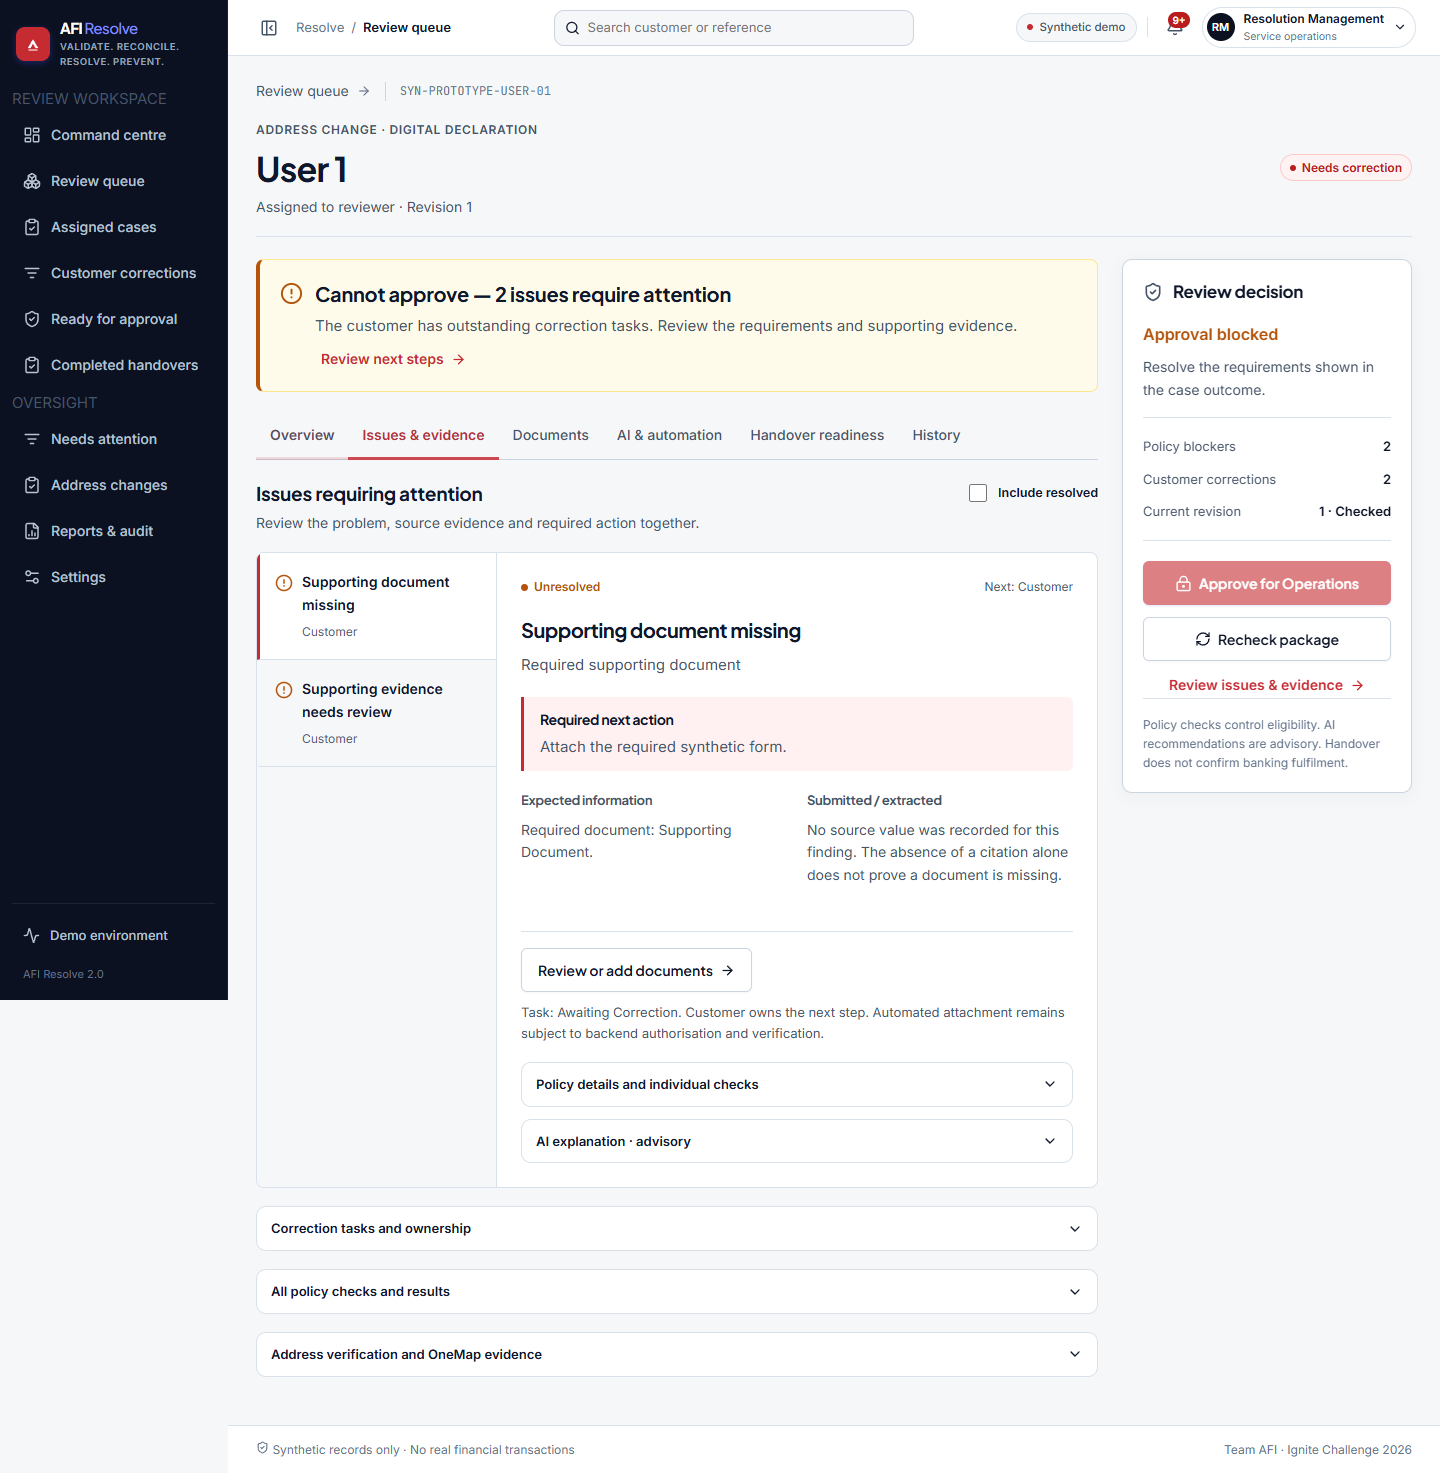 AFI Resolve
VALIDATE. RECONCILE.
RESOLVE. PREVENT.
REVIEW WORKSPACE
Command centre
Review queue
Assigned cases
Customer corrections
Ready for approval
Completed handovers
OVERSIGHT
Needs attention
Address changes
Reports & audit
Settings
Demo environment
AFI Resolve 2.0
Resolve / Review queue
Search customer or reference
Synthetic demo
9+
RM
Resolution Management
Service operations
Review queue → SYN-PROTOTYPE-USER-01
ADDRESS CHANGE · DIGITAL DECLARATION
User 1
Needs correction
Assigned to reviewer · Revision 1
Cannot approve — 2 issues require attention
The customer has outstanding correction tasks. Review the requirements and supporting evidence.
Review next steps →
Overview
Issues & evidence
Documents
AI & automation
Handover readiness
History
Issues requiring attention
Include resolved
Review the problem, source evidence and required action together.
Supporting document
missing
Customer
Supporting evidence
needs review
Customer
Unresolved
Next: Customer
Supporting document missing
Required supporting document
Required next action
Attach the required synthetic form.
Expected information
Required document: Supporting
Document.
Submitted / extracted
No source value was recorded for this
finding. The absence of a citation alone
does not prove a document is missing.
Review or add documents →
Task: Awaiting Correction. Customer owns the next step. Automated attachment remains
subject to backend authorisation and verification.
Policy details and individual checks
AI explanation · advisory
Correction tasks and ownership
All policy checks and results
Address verification and OneMap evidence
Review decision
Approval blocked
Resolve the requirements shown in
the case outcome.
Policy blockers 2
Customer corrections 2
Current revision 1 · Checked
Approve for Operations
Recheck package
Review issues & evidence →
Policy checks control eligibility. AI
recommendations are advisory. Handover
does not confirm banking fulfilment.
Synthetic records only · No real financial transactions
Team AFI · Ignite Challenge 2026